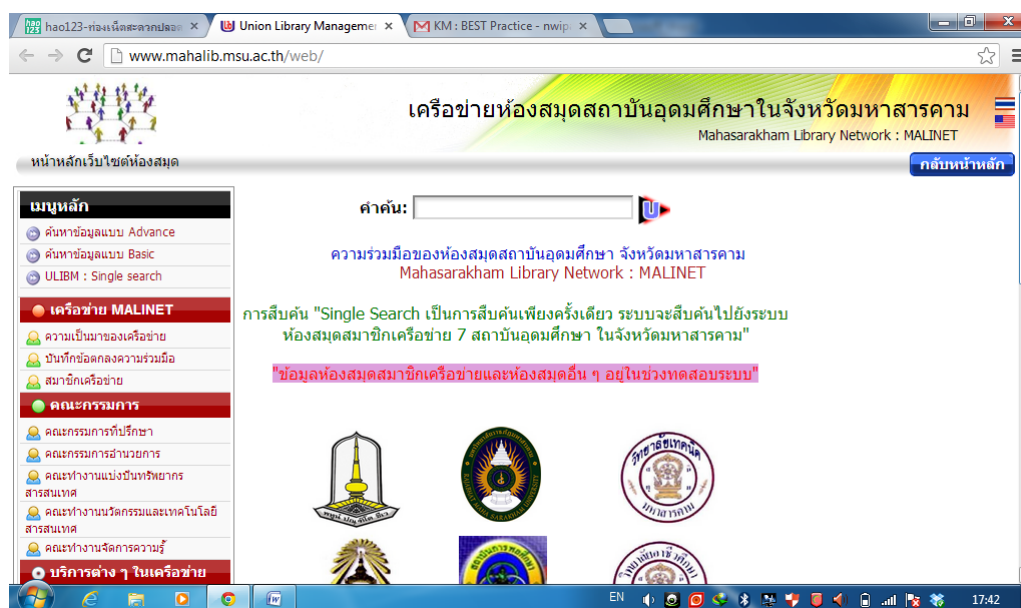 hao123-ท่องเน็ตสะดวกปลอด
Union Library Managemer
KM : BEST Practice - nwip
www.mahalib.msu.ac.th/web/
เครือข่ายห้องสมุดสถาบันอุดมศึกษาในจังหวัดมหาสารคาม
Mahasarakham Library Network : MALINET
หน้าหลักเว็บไซต์ห้องสมุด
กลับหน้าหลัก
เมนูหลัก
ค้นหาข้อมูลแบบ Advance
ค้นหาข้อมูลแบบ Basic
ULIBM : Single search
เครือข่าย MALINET
ความเป็นมาของเครือข่าย
บันทึกข้อตกลงความร่วมมือ
สมาชิกเครือข่าย
คณะกรรมการ
คณะกรรมการที่ปรึกษา
คณะกรรมการอำนวยการ
คณะทำงานแบ่งปันทรัพยากร
สารสนเทศ
คณะทำงานนวัตกรรมและเทคโนโลยี
สารสนเทศ
คณะทำงานจัดการความรู้
บริการต่าง ๆ ในเครือข่าย
คำค้น:
ความร่วมมือของห้องสมุดสถาบันอุดมศึกษา จังหวัดมหาสารคาม
Mahasarakham Library Network : MALINET
การสืบค้น "Single Search เป็นการสืบค้นเพียงครั้งเดียว ระบบจะสืบค้นไปยังระบบ
ห้องสมุดสมาชิกเครือข่าย 7 สถาบันอุดมศึกษา ในจังหวัดมหาสารคาม"
"ข้อมูลห้องสมุดสมาชิกเครือข่ายและห้องสมุดอื่น ๆ อยู่ในช่วงทดสอบระบบ"
วิทยาลัยเทคนิค
มหาสารคาม
EN
17:42